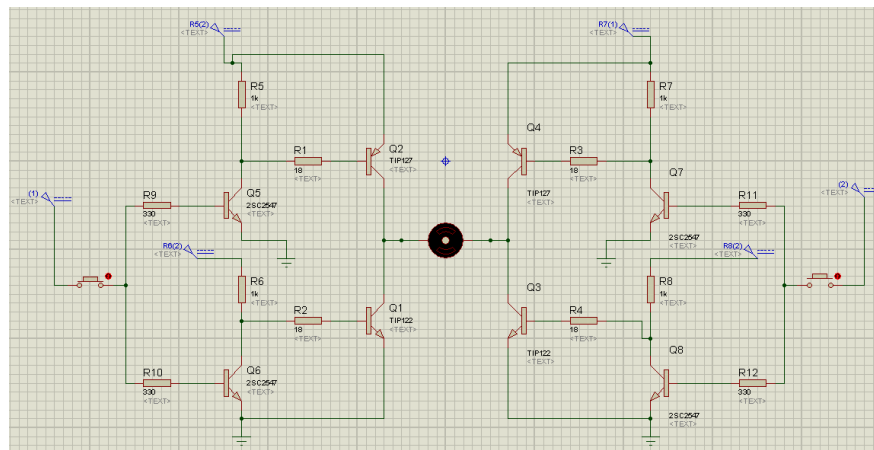 R5(2)
<TEXT>
R7(1)
<TEXT>
R5
1k
<TEXT>
R7
1k
<TEXT>
R1
18
<TEXT>
Q2
TIP127
<TEXT>
Q4
TIP127
<TEXT>
R3
18
<TEXT>
(1)
<TEXT>
R9
330
<TEXT>
Q5
2SC2547
<TEXT>
Q7
2SC2547
<TEXT>
R11
330
<TEXT>
(2)
<TEXT>
R6(2)
<TEXT>
R8(2)
<TEXT>
R6
1k
<TEXT>
R8
1k
<TEXT>
R2
18
<TEXT>
Q1
TIP122
<TEXT>
Q3
TIP122
<TEXT>
R4
18
<TEXT>
R10
330
<TEXT>
Q6
2SC2547
<TEXT>
Q8
2SC2547
<TEXT>
R12
330
<TEXT>